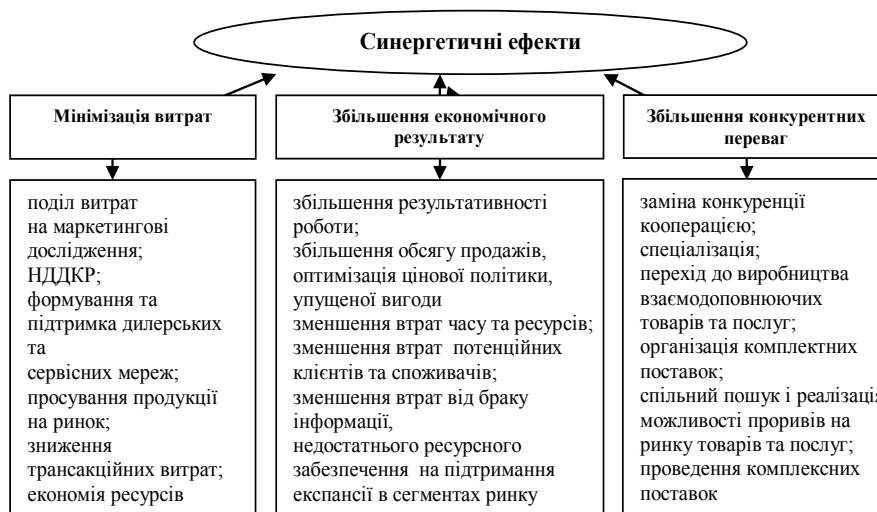 Синергетичні ефекти
Мінімізація витрат
Збільшення економічного
результату
Збільшення конкурентних
переваг
поділ витрат
на маркетингові
дослідження;
НДДКР;
формування та
підтримка дилерських
та
сервісних мереж;
просування продукції
на ринок;
зниження
трансакційних витрат;
економія ресурсів
збільшення результативності
роботи;
збільшення обсягу продажів,
оптимізація цінової політики,
упущеної вигоди
зменшення втрат часу та ресурсів;
зменшення втрат  потенційних
клієнтів та споживачів;
зменшення втрат від браку
інформації,
недостатнього ресурсного
забезпечення  на підтримання
експансії в сегментах ринку
заміна конкуренції
кооперацією;
спеціалізація;
перехід до виробництва
взаємодоповнюючих
товарів та послуг;
організація комплектних
поставок;
спільний пошук і реалізація
можливості проривів на
ринку товарів та послуг;
проведення комплексних
поставок